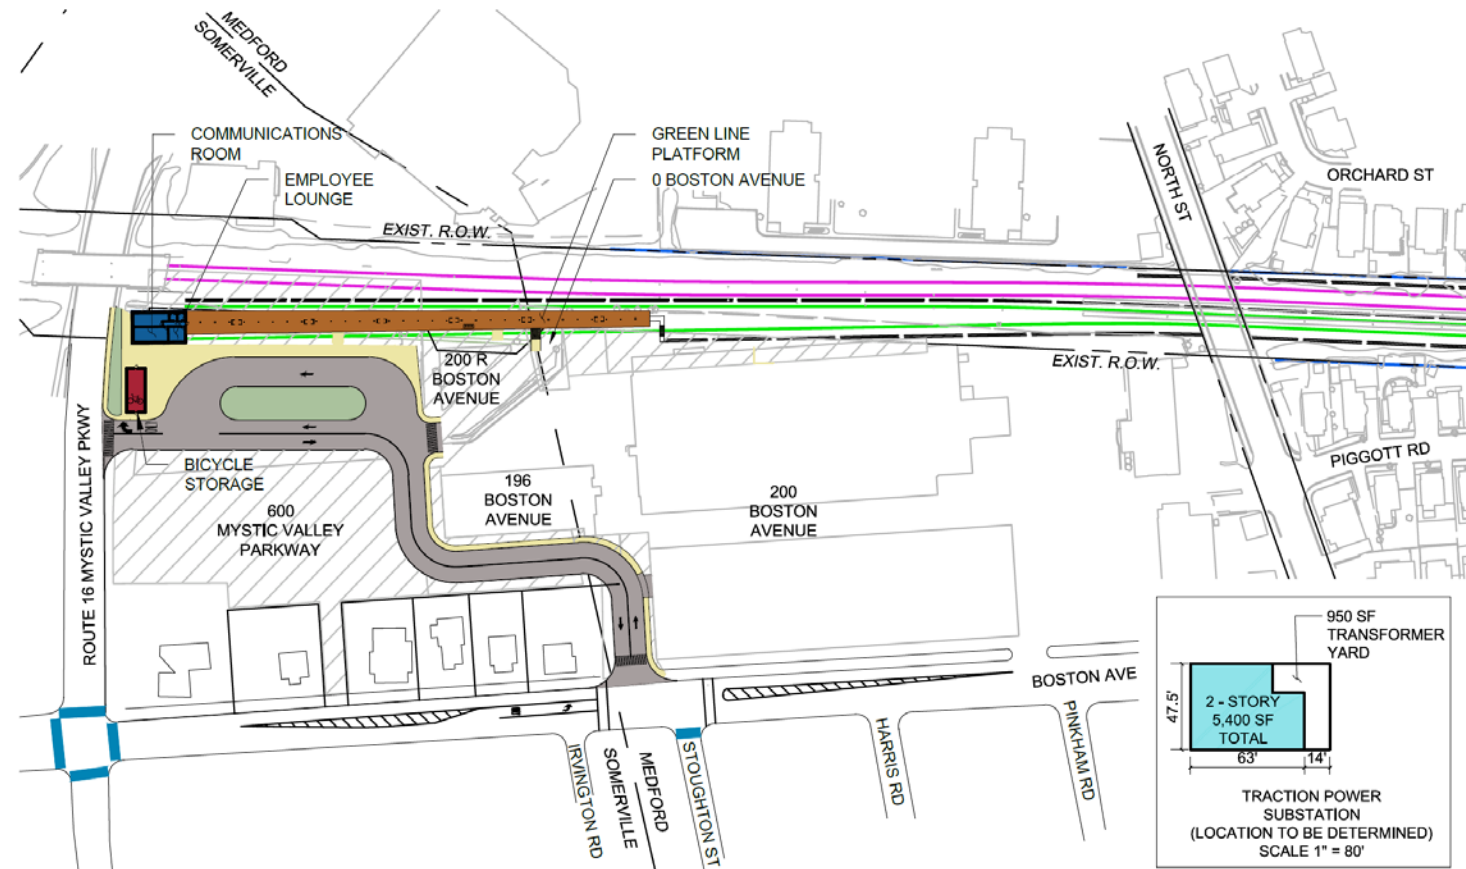 MEDFORD
SOMERVILLE
COMMUNICATIONS
ROOM
EMPLOYEE
LOUNGE
GREEN LINE
PLATFORM
0 BOSTON AVENUE
NORTH ST
ORCHARD ST
EXIST. R.O.W.
EXIST. R.O.W.
200 R
BOSTON
AVENUE
PIGGOTT RD
ROUTE 16 MYSTIC VALLEY PKWY
BICYCLE
STORAGE
600
MYSTIC VALLEY
PARKWAY
196
BOSTON
AVENUE
200
BOSTON
AVENUE
BOSTON AVE
IRVINGTON RD
SOMERVILLE
MEDFORD
STOUGHTON ST
HARRIS RD
PINKHAM RD
950 SF
TRANSFORMER
YARD
47.5'
2 - STORY
5,400 SF
TOTAL
63'
14'
TRACTION POWER
SUBSTATION
(LOCATION TO BE DETERMINED)
SCALE 1" = 80'